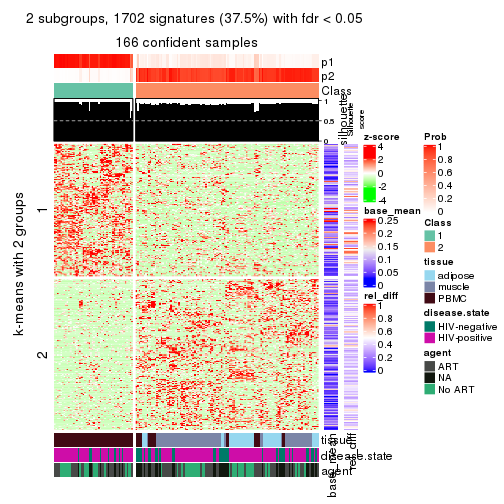 2 subgroups, 1702 signatures (37.5%) with fdr < 0.05
166 confident samples
p1
p2
Class
silhouette
1
0.5
0
Silhouette
score
k-means with 2 groups
1
2
tissue
disease.state
agent
base_mean
rel_diff
z-score
4
2
0
-2
-4
base_mean
0.25
0.2
0.15
0.1
0.05
0
rel_diff
1
0.8
0.6
0.4
0.2
0
Prob
1
0.8
0.6
0.4
0.2
0
Class
1
2
tissue
adipose
muscle
PBMC
disease.state
HIV-negative
HIV-positive
agent
ART
NA
No ART